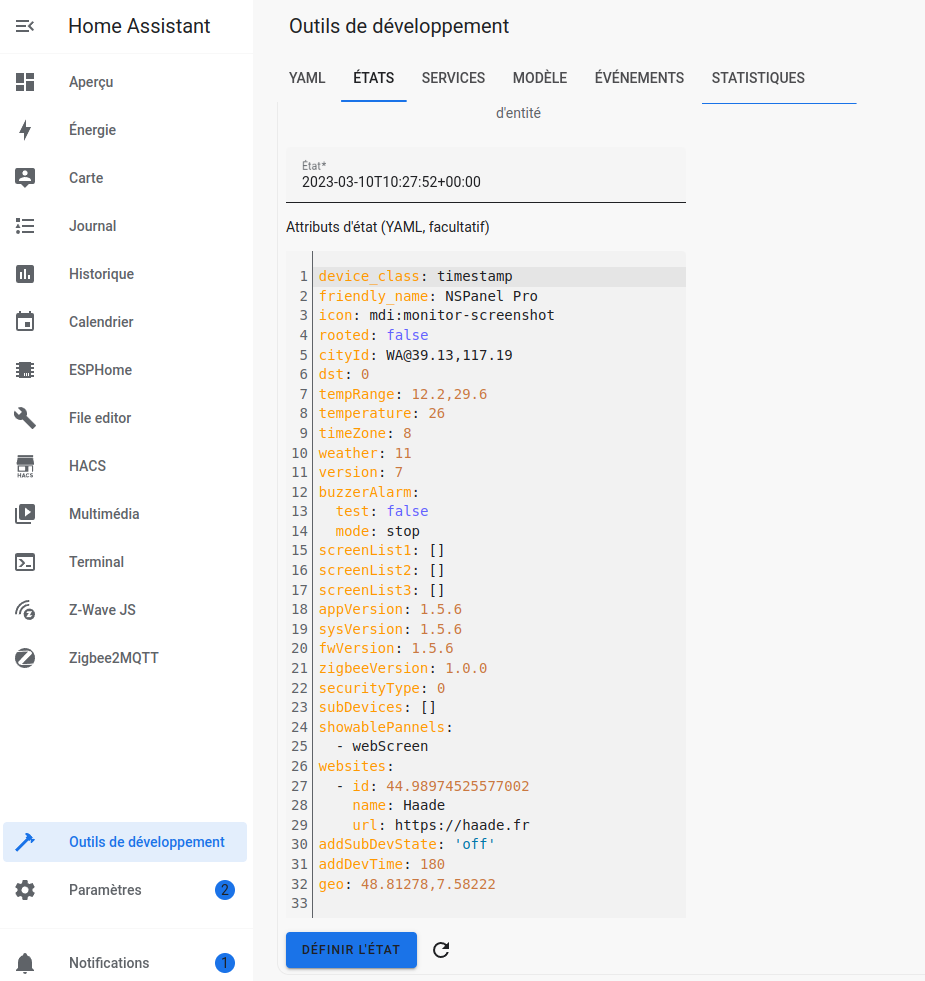 Home Assistant
Aperçu
Énergie
Carte
Journal
Historique
Calendrier
ESPHome
File editor
HACS
HACS
Multimédia
Terminal
Z-Wave JS
Zigbee2MQTT
Outils de développement
Paramètres
2
Notifications
1
Outils de développement
YAML ÉTATS SERVICES MODÈLE ÉVÉNEMENTS STATISTIQUES
d'entité
État*
2023-03-10T10:27:52+00:00
Attributs d'état (YAML, facultatif)
1 device_class: timestamp
2 friendly_name: NSPanel Pro
3 icon: mdi:monitor-screenshot
4 rooted: false
5 cityId: WA@39.13,117.19
6 dst: 0
7 tempRange: 12.2,29.6
8 temperature: 26
9 timeZone: 8
10 weather: 11
11 version: 7
12 buzzerAlarm:
13 test: false
14 mode: stop
15 screenList1: []
16 screenList2: []
17 screenList3: []
18 appVersion: 1.5.6
19 sysVersion: 1.5.6
20 fwVersion: 1.5.6
21 zigbeeVersion: 1.0.0
22 securityType: 0
23 subDevices: []
24 showablePannels:
25 - webScreen
26 websites:
27 - id: 44.98974525577002
28 name: Haade
29 url: https://haade.fr
30 addSubDevState: 'off'
31 addDevTime: 180
32 geo: 48.81278,7.58222
33
DÉFINIR L'ÉTAT